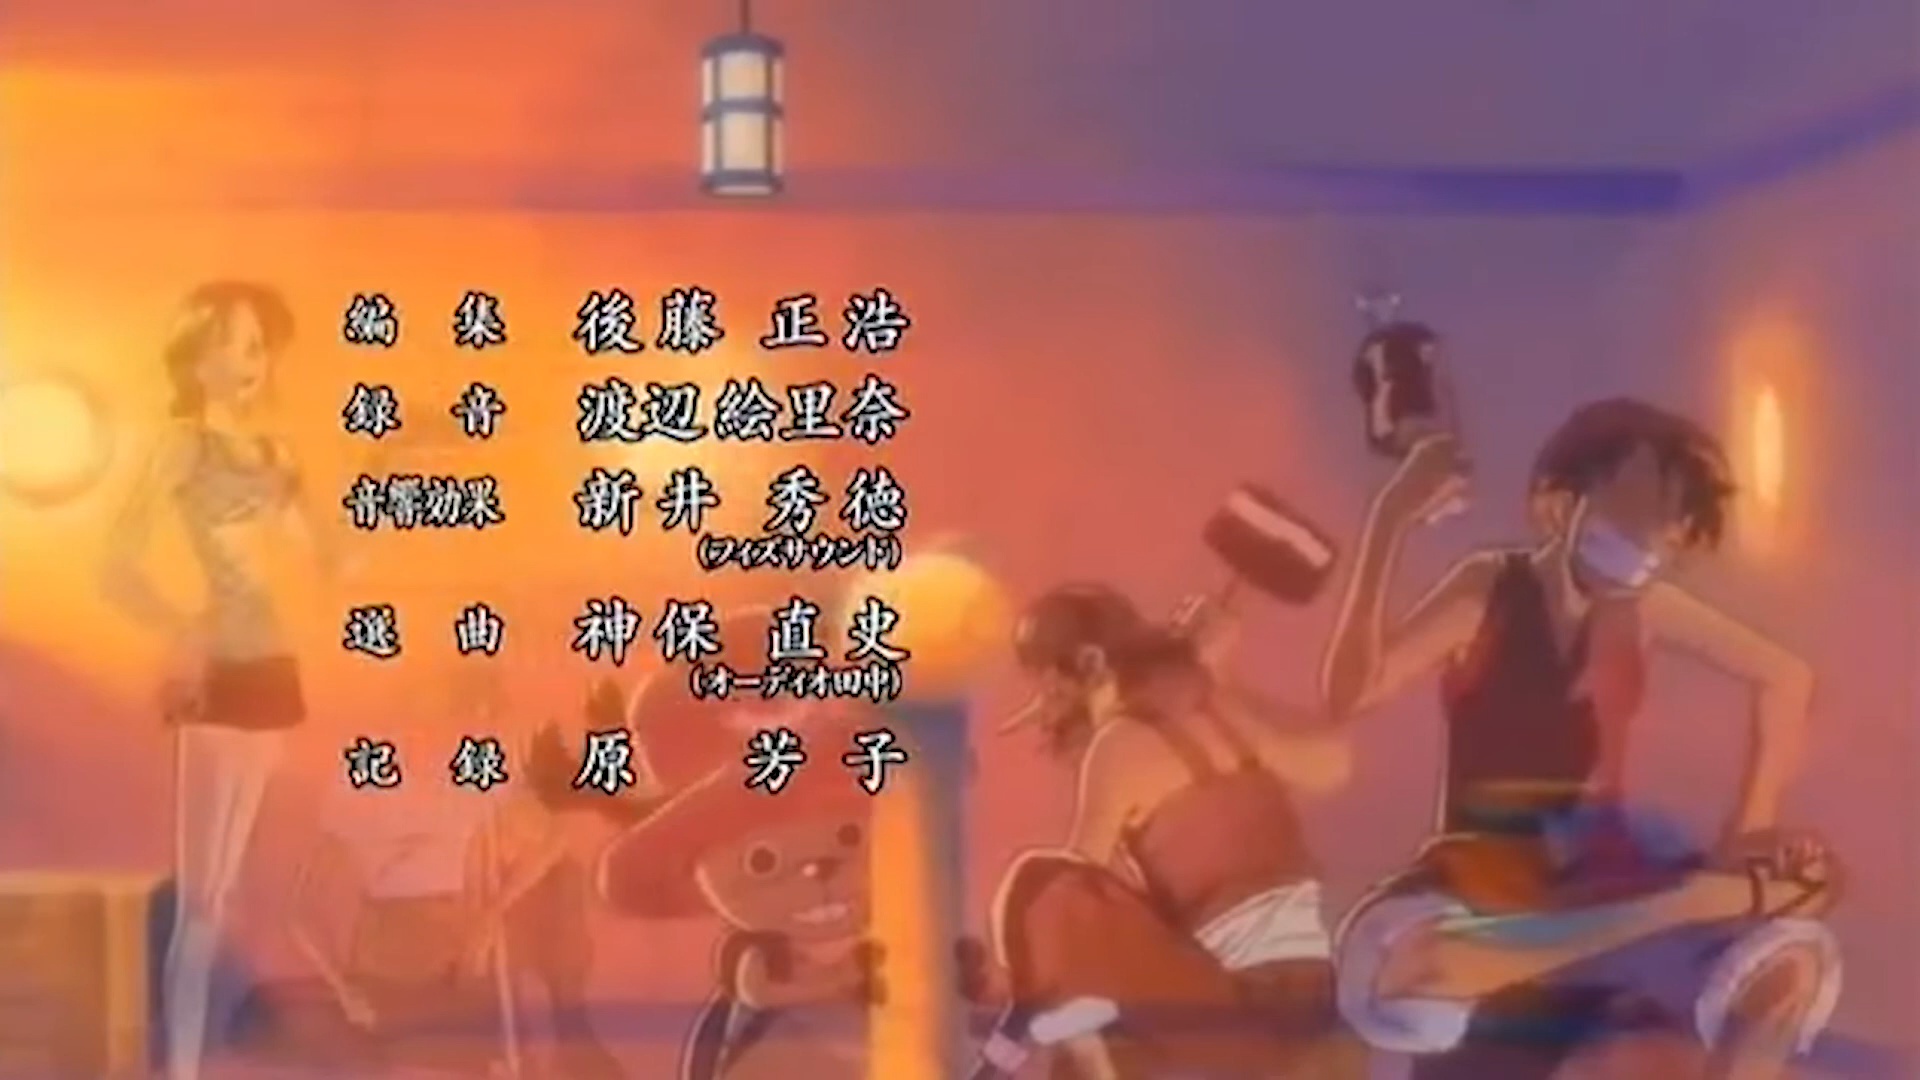 編 集 後藤 正浩
録 音 渡辺絵里奈
音響効果 新井 秀徳
(フィズサウンド)
選 曲 神保 直史
(オーディオ田中)
記 録 原 芳子